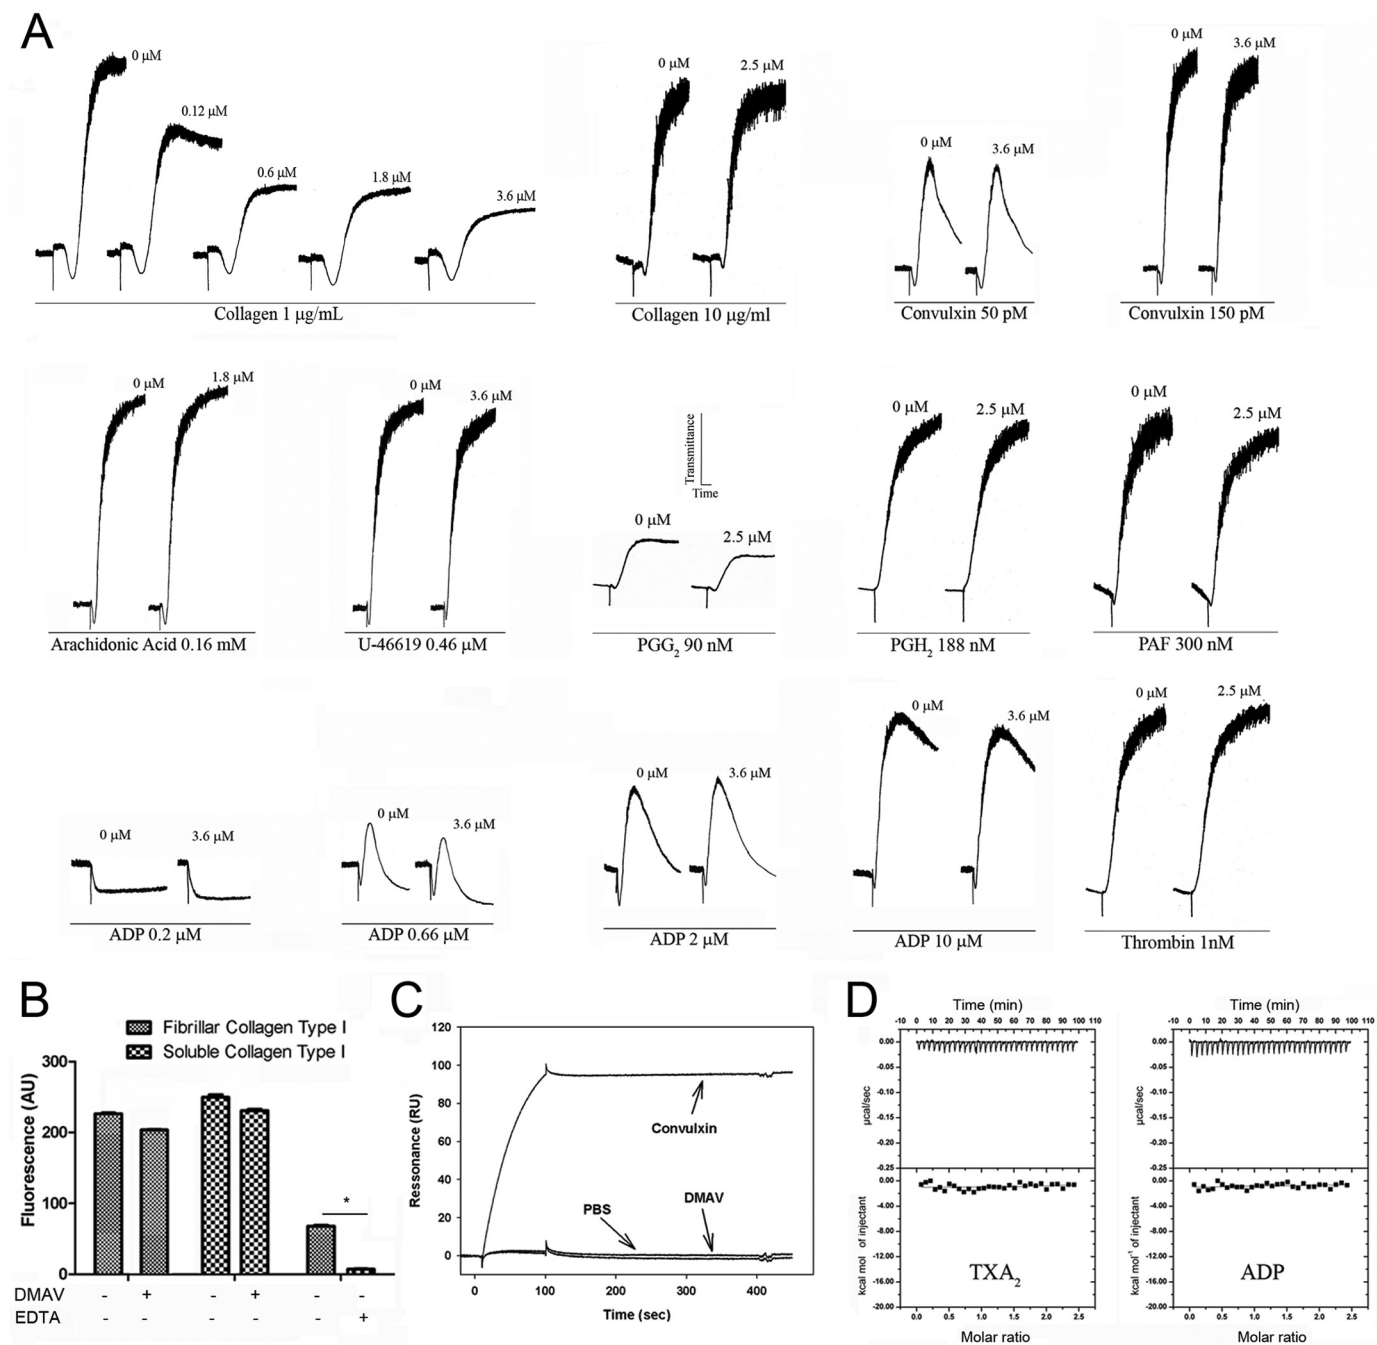 A
0 μM
0.12 μM
0.6 μM
1.8 μM
3.6 μM
Collagen 1 μg/mL
0 μM
2.5 μM
Collagen 10 μg/ml
0 μM
3.6 μM
Convulxin 50 pM
0 μM
3.6 μM
Convulxin 150 pM
0 μM
1.8 μM
Arachidonic Acid 0.16 mM
0 μM
3.6 μM
U-46619 0.46 μM
Transmittance
Time
0 μM
2.5 μM
PGG2 90 nM
0 μM
2.5 μM
PGH2 188 nM
0 μM
2.5 μM
PAF 300 nM
0 μM
3.6 μM
ADP 0.2 μM
0 μM
3.6 μM
ADP 0.66 μM
0 μM
3.6 μM
ADP 2 μM
0 μM
3.6 μM
ADP 10 μM
0 μM
2.5 μM
Thrombin 1nM
B
Fibrillar Collagen Type I
Soluble Collagen Type I
Fluorescence (AU)
300
200
100
0
*
DMAV - + - + - -
EDTA - - - - - +
C
Ressonance (RU)
120
100
80
60
40
20
0
Convulxin
PBS
DMAV
0 100 200 300 400
Time (sec)
D
Time (min)
-10 0 10 20 30 40 50 60 70 80 90 100 110
μcal/sec
0.00
-0.05
-0.10
-0.15
-0.20
-0.25
kcal mol of injectant
0.00
-4.00
-8.00
-12.00
-16.00
-20.00
TXA2
0.0 0.5 1.0 1.5 2.0 2.5
Molar ratio
Time (min)
-10 0 10 20 30 40 50 60 70 80 90 100 110
μcal/sec
0.00
-0.05
-0.10
-0.15
-0.20
-0.25
kcal mol-1 of injectant
0.00
-4.00
-8.00
-12.00
-16.00
-20.00
ADP
0.0 0.5 1.0 1.5 2.0 2.5
Molar ratio